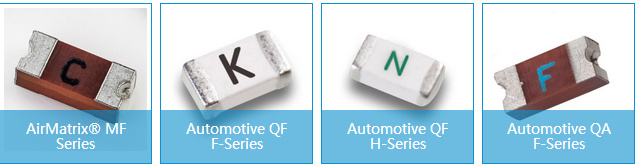 C
K
N
F
AirMatrix® MF
Series
Automotive QF
F-Series
Automotive QF
H-Series
Automotive QA
F-Series